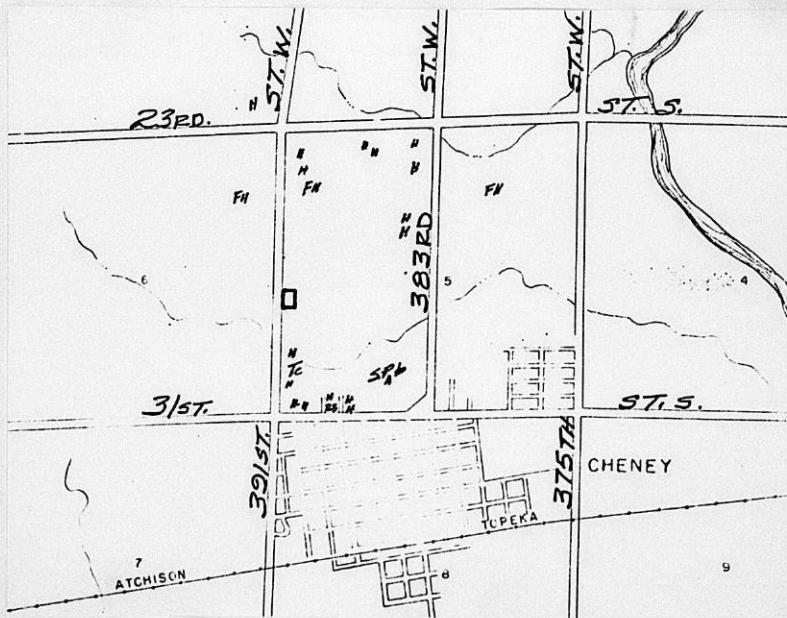 ST. W. ST. W. ST. W.
H
23RD. ST. S.
H H H H
H H
FH FH FH
H
H
383RD
6 5 4
H
TC
H
31ST. ST. S.
H H H H
391ST. 375TH
CHENEY
TOPEKA
7
ATCHISON
8 9